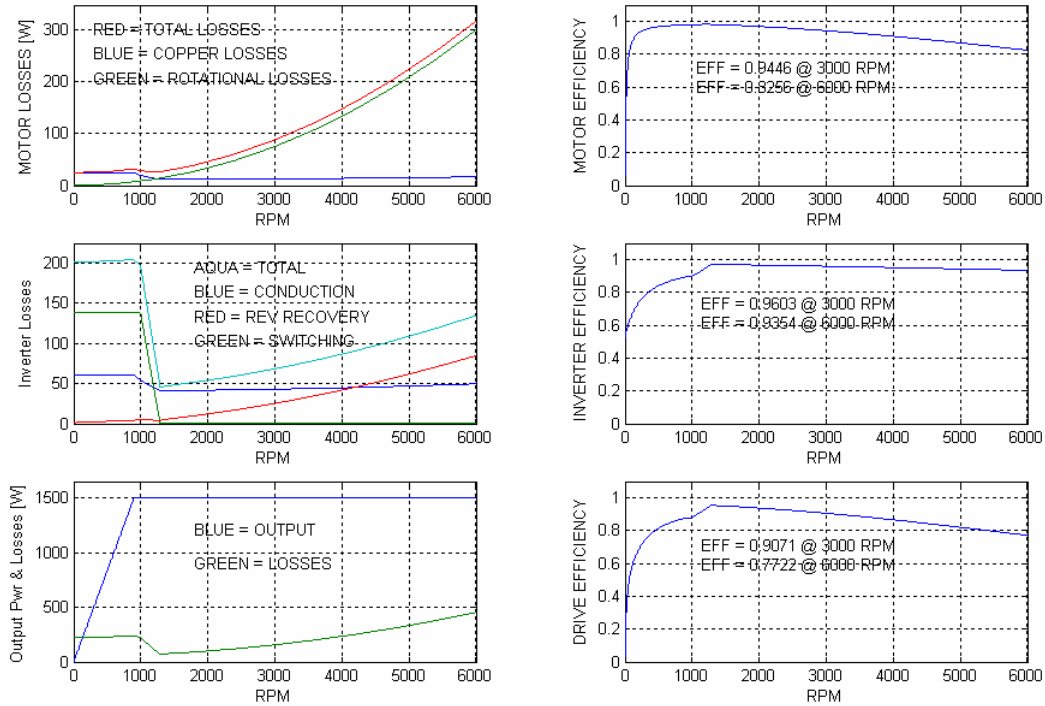 MOTOR LOSSES [W]
300
200
100
0
RED = TOTAL LOSSES
BLUE = COPPER LOSSES
GREEN = ROTATIONAL LOSSES
0 1000 2000 3000 4000 5000 6000
RPM
MOTOR EFFICIENCY
1
0.8
0.6
0.4
0.2
0
EFF = 0.9446 @ 3000 RPM
EFF = 0.8256 @ 6000 RPM
0 1000 2000 3000 4000 5000 6000
RPM
Inverter Losses
200
150
100
50
0
AQUA = TOTAL
BLUE = CONDUCTION
RED = REV RECOVERY
GREEN = SWITCHING
0 1000 2000 3000 4000 5000 6000
RPM
INVERTER EFFICIENCY
1
0.8
0.6
0.4
0.2
0
EFF = 0.9603 @ 3000 RPM
EFF = 0.9354 @ 6000 RPM
0 1000 2000 3000 4000 5000 6000
RPM
Output Pwr & Losses [W]
1500
1000
500
0
BLUE = OUTPUT
GREEN = LOSSES
0 1000 2000 3000 4000 5000 6000
RPM
DRIVE EFFICIENCY
1
0.8
0.6
0.4
0.2
0
EFF = 0.9071 @ 3000 RPM
EFF = 0.7722 @ 6000 RPM
0 1000 2000 3000 4000 5000 6000
RPM